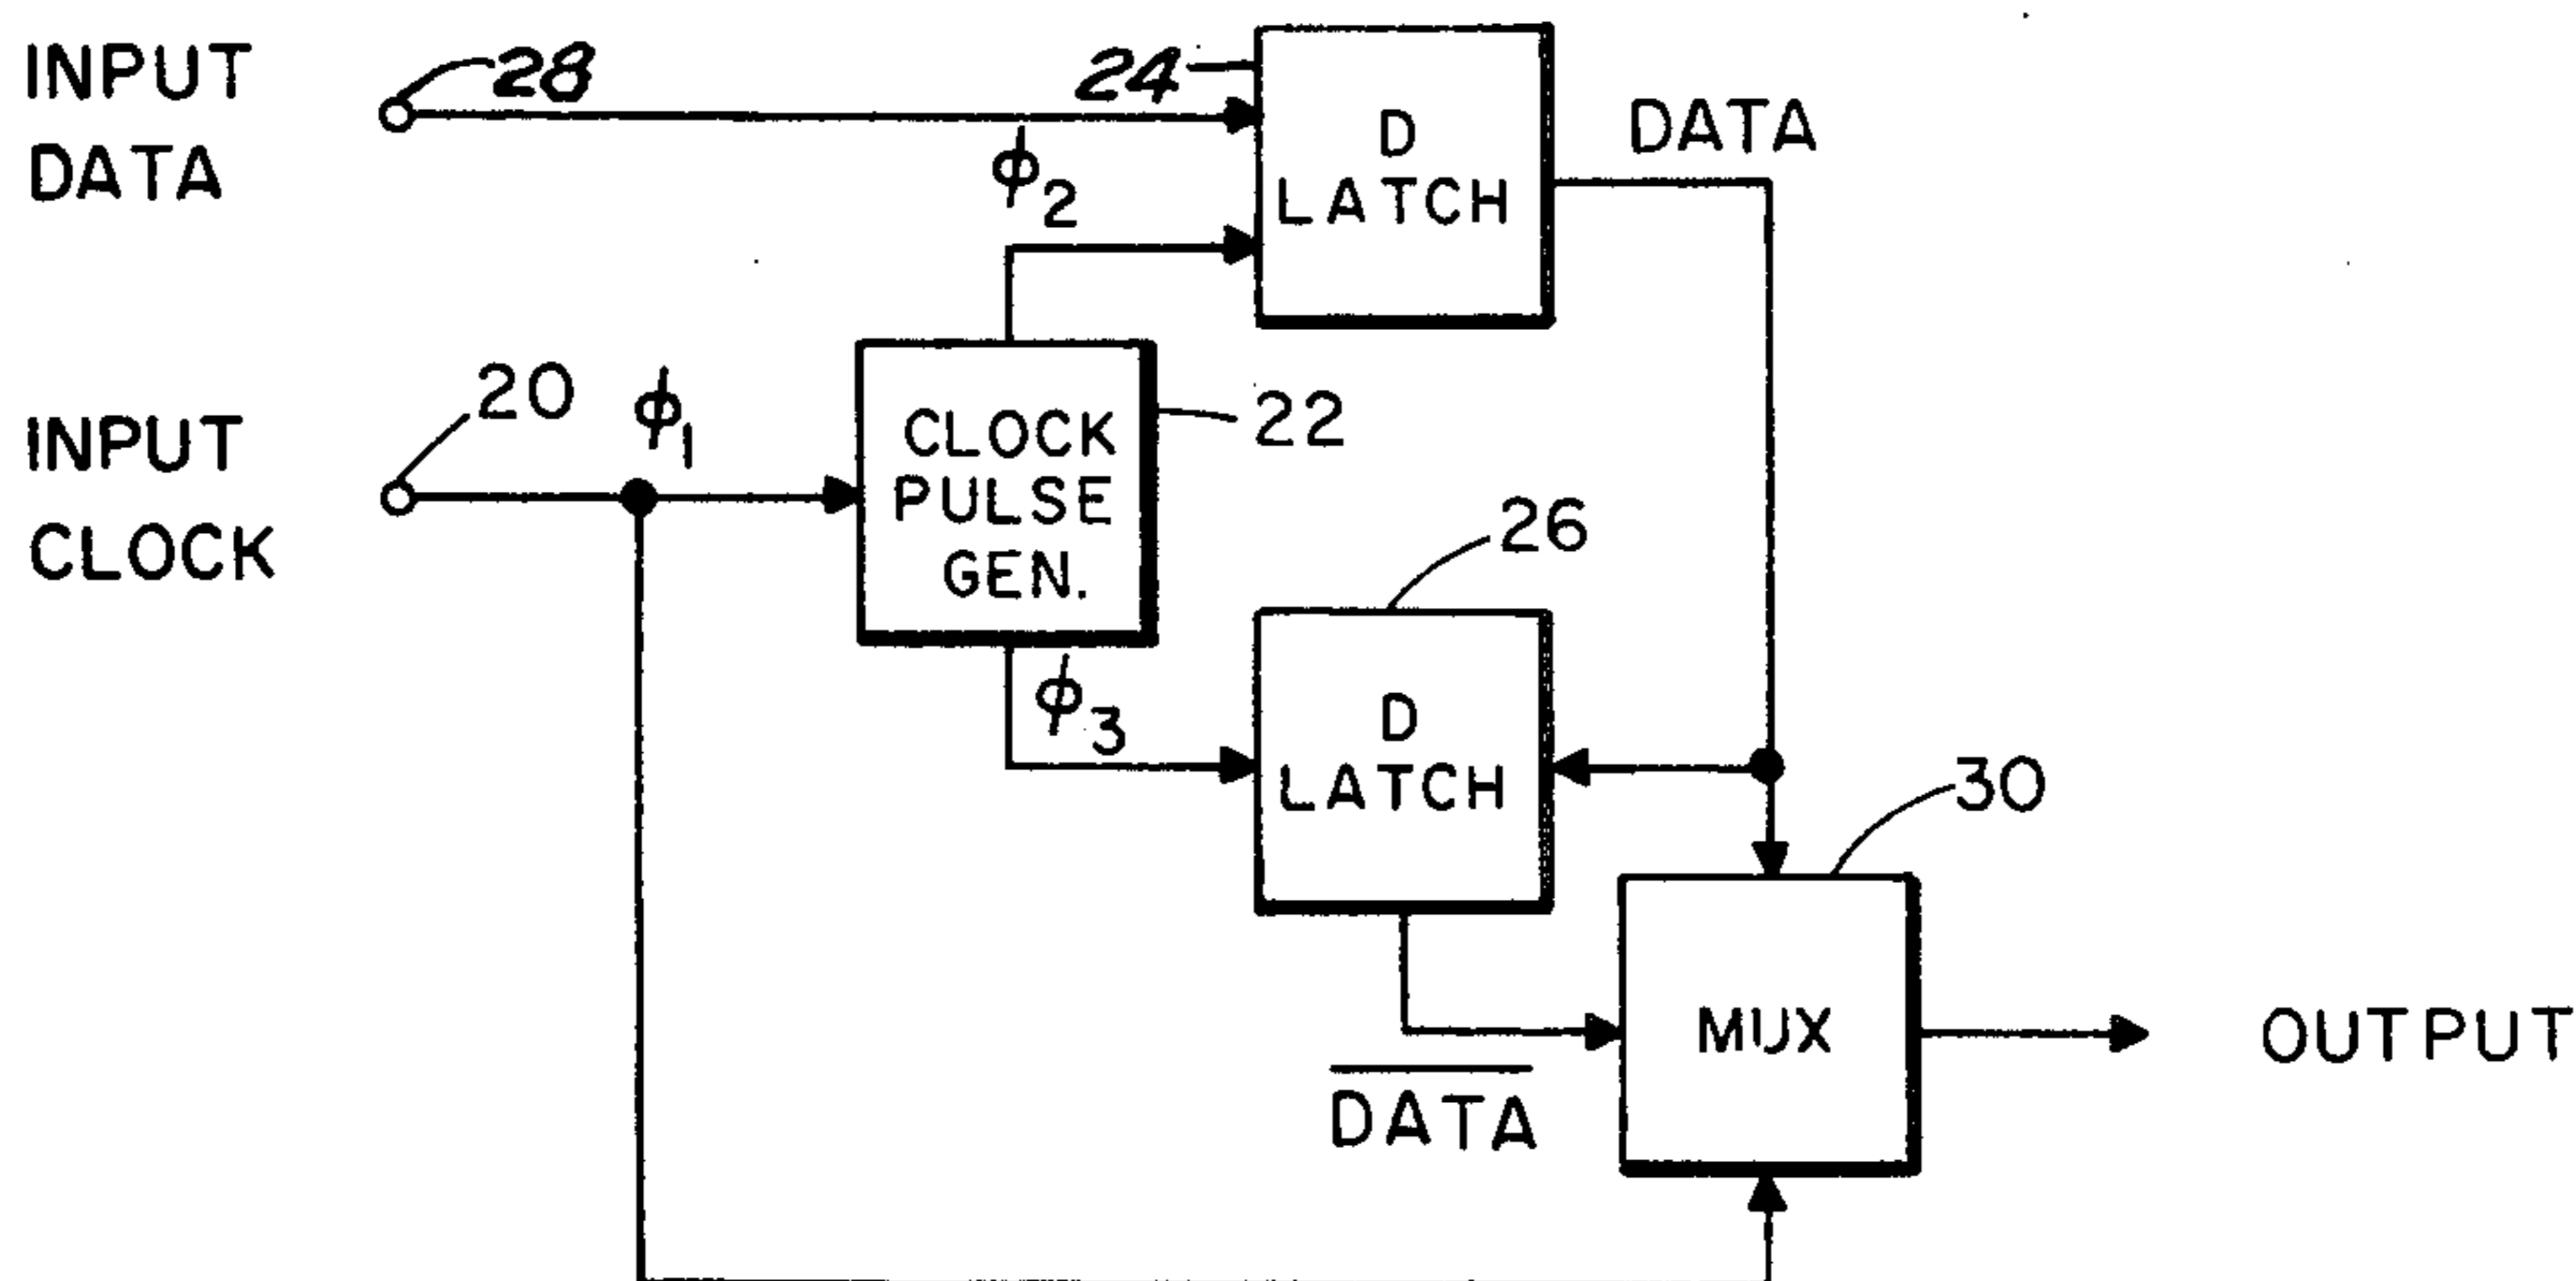 INPUT
DATA
28
24
D
LATCH
DATA
ϕ2
INPUT
CLOCK
20
ϕ1
CLOCK
PULSE
GEN.
22
ϕ3
26
D
LATCH
30
MUX
D̅A̅T̅A̅
OUTPUT